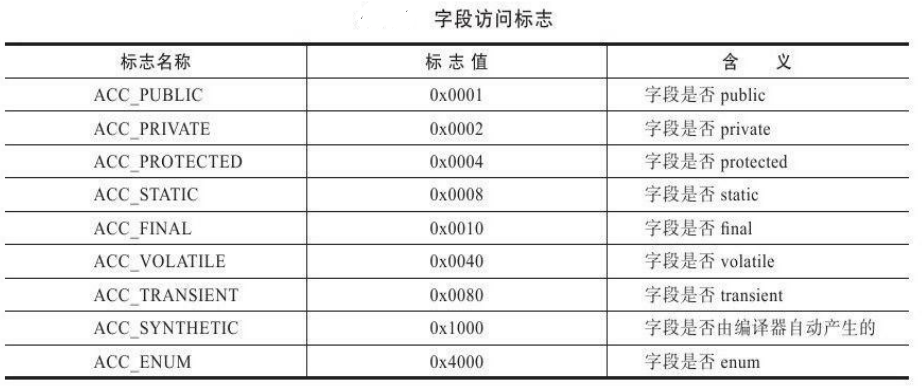 字段访问标志
标志名称 标 志 值 含 义
ACC_PUBLIC 0x0001 字段是否 public
ACC_PRIVATE 0x0002 字段是否 private
ACC_PROTECTED 0x0004 字段是否 protected
ACC_STATIC 0x0008 字段是否 static
ACC_FINAL 0x0010 字段是否 final
ACC_VOLATILE 0x0040 字段是否 volatile
ACC_TRANSIENT 0x0080 字段是否 transient
ACC_SYNTHETIC 0x1000 字段是否由编译器自动产生的
ACC_ENUM 0x4000 字段是否 enum